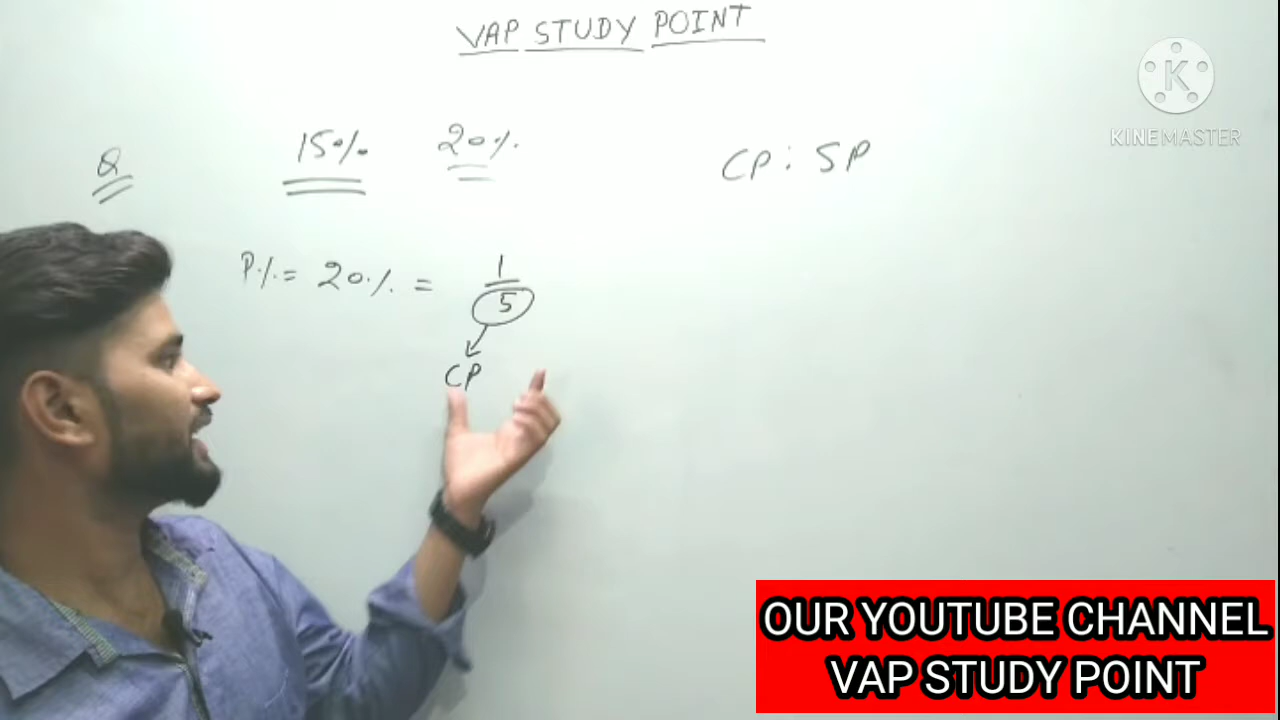 VAP STUDY POINT
KINEMASTER
Q 15% 20% CP : SP
P% = 20% = 1/5
CP
OUR YOUTUBE CHANNEL
VAP STUDY POINT